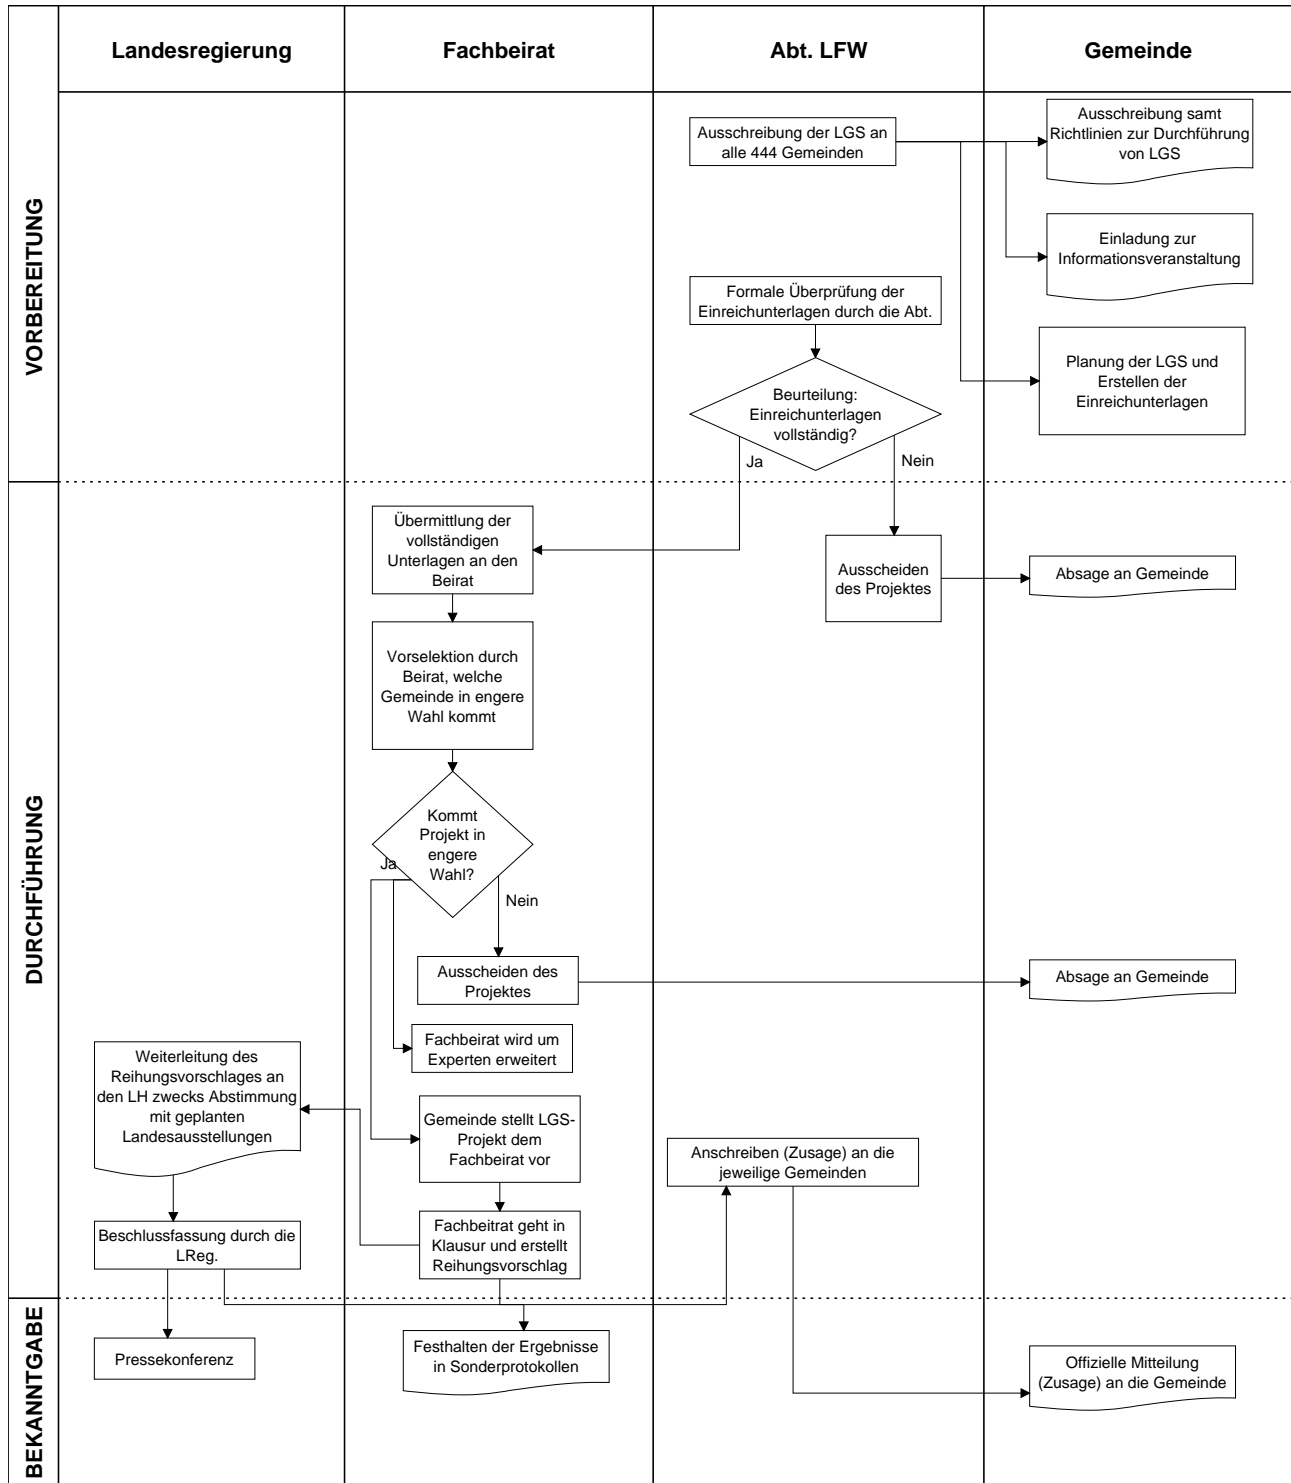 Landesregierung
Fachbeirat
Abt. LFW
Gemeinde
VORBEREITUNG
Ausschreibung der LGS an
alle 444 Gemeinden
Ausschreibung samt
Richtlinien zur Durchführung
von LGS
Einladung zur
Informationsveranstaltung
Formale Überprüfung der
Einreichunterlagen durch die Abt.
Planung der LGS und
Erstellen der
Einreichunterlagen
Beurteilung:
Einreichunterlagen
vollständig?
Ja
Nein
DURCHFÜHRUNG
Übermittlung der
vollständigen
Unterlagen an den
Beirat
Ausscheiden
des Projektes
Absage an Gemeinde
Vorselektion durch
Beirat, welche
Gemeinde in engere
Wahl kommt
Kommt
Projekt in
engere
Wahl?
Ja
Nein
Ausscheiden des
Projektes
Absage an Gemeinde
Fachbeirat wird um
Experten erweitert
Weiterleitung des
Reihungsvorschlages an
den LH zwecks Abstimmung
mit geplanten
Landesausstellungen
Gemeinde stellt LGS-
Projekt dem
Fachbeirat vor
Anschreiben (Zusage) an die
jeweilige Gemeinden
Beschlussfassung durch die
LReg.
Fachbeitrat geht in
Klausur und erstellt
Reihungsvorschlag
BEKANNTGABE
Pressekonferenz
Festhalten der Ergebnisse
in Sonderprotokollen
Offizielle Mitteilung
(Zusage) an die Gemeinde